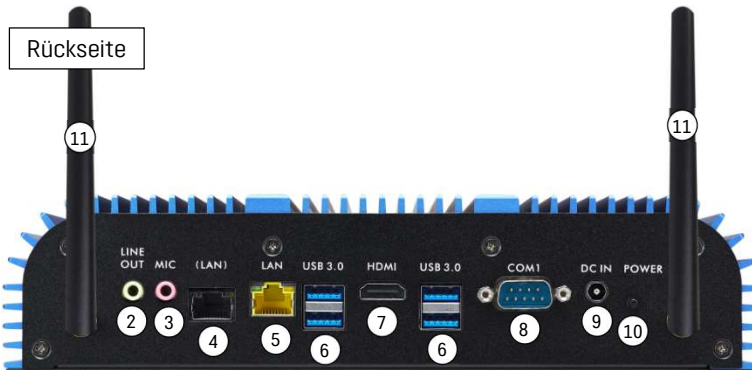 Rückseite
11
11
LINE
OUT MIC (LAN) LAN USB 3.0 HDMI USB 3.0 COM1 DC IN POWER
2 3 4 5 6 7 6 8 9 10